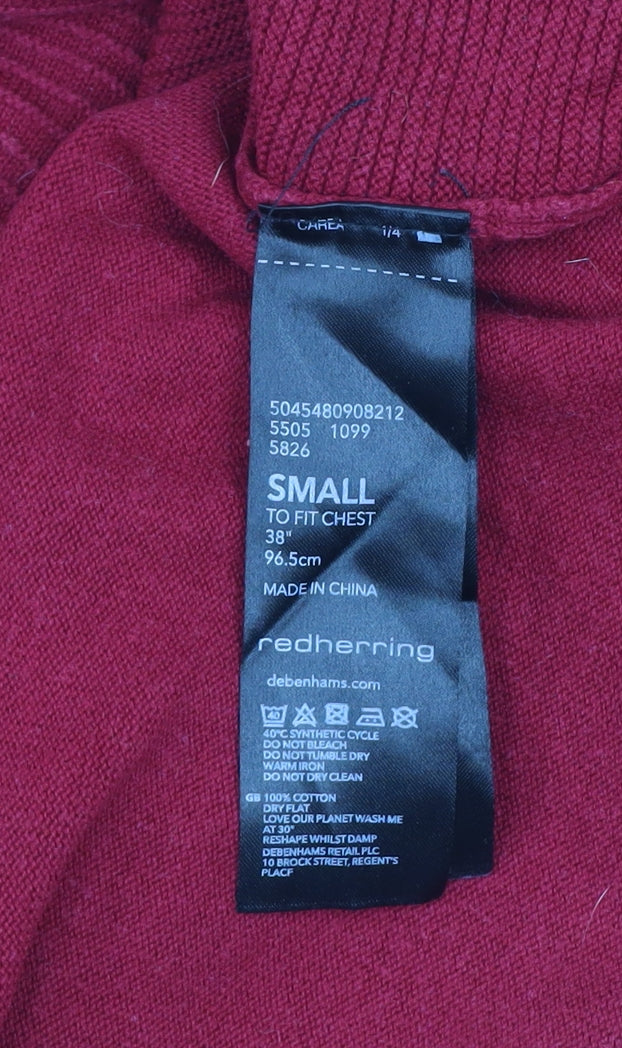 1/4
5045480908212
5505 1099
5826
SMALL
TO FIT CHEST
38"
96.5cm
MADE IN CHINA
redherring
debenhams.com
40
40°C SYNTHETIC CYCLE
DO NOT BLEACH
DO NOT TUMBLE DRY
WARM IRON
DO NOT DRY CLEAN
GB 100% COTTON
DRY FLAT
LOVE OUR PLANET WASH ME
AT 30°
RESHAPE WHILST DAMP
DEBENHAMS RETAIL PLC
10 BROCK STREET, REGENT'S
PLACE